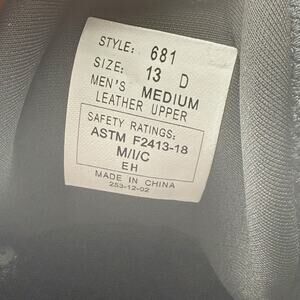 STYLE: 681
SIZE: 13 D
MEN'S MEDIUM
LEATHER UPPER
SAFETY RATINGS:
ASTM F2413-18
M/I/C
EH
MADE IN CHINA
253-12-02